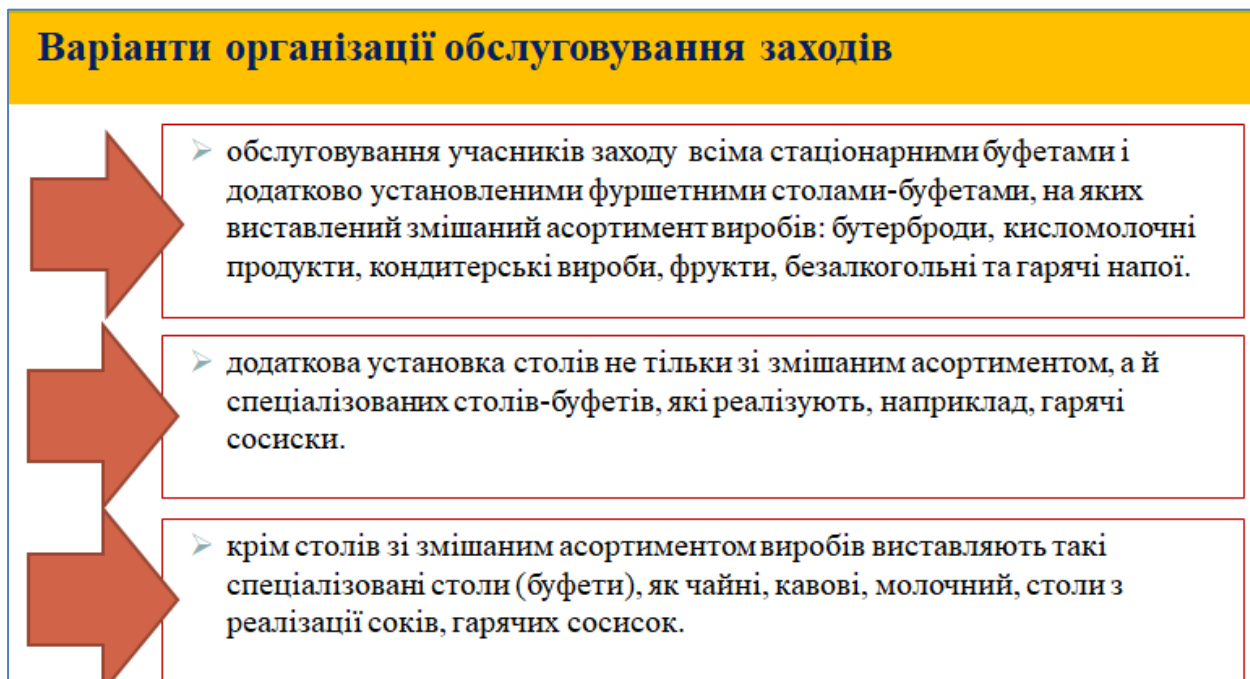 Варіанти організації обслуговування заходів
➢ обслуговування учасників заходу всіма стаціонарними буфетами і
додатково установленими фуршетними столами-буфетами, на яких
виставлений змішаний асортимент виробів: бутерброди, кисломолочні
продукти, кондитерські вироби, фрукти, безалкогольні та гарячі напої.
➢ додаткова установка столів не тільки зі змішаним асортиментом, а й
спеціалізованих столів-буфетів, які реалізують, наприклад, гарячі
сосиски.
➢ крім столів зі змішаним асортиментом виробів виставляють такі
спеціалізовані столи (буфети), як чайні, кавові, молочний, столи з
реалізації соків, гарячих сосисок.